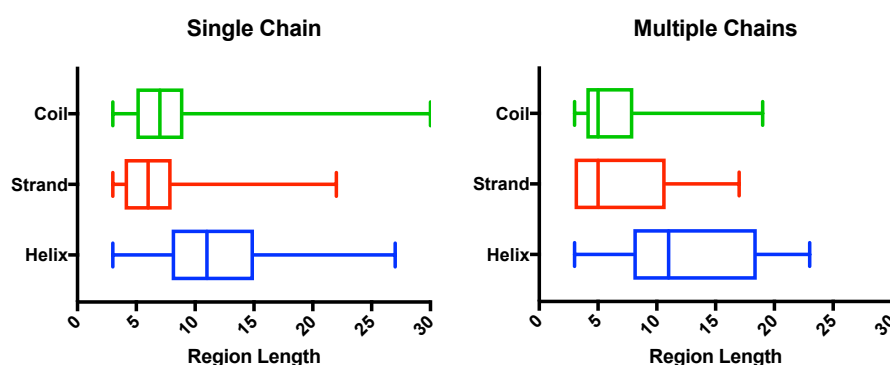 Single Chain
Coil
Strand
Helix
0 5 10 15 20 25 30
Region Length
Multiple Chains
Coil
Strand
Helix
0 5 10 15 20 25 30
Region Length